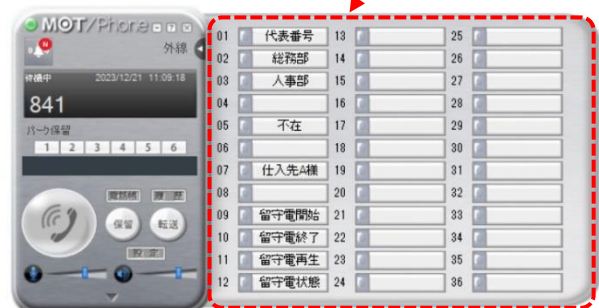 MOT/Phone
外線
待機中 2023/12/21 11:09:18
841
パーク保留
1 2 3 4 5 6
電話帳 履歴
保留 転送
設定
01 代表番号 13 25
02 総務部 14 26
03 人事部 15 27
04 16 28
05 不在 17 29
06 18 30
07 仕入先A様 19 31
08 20 32
09 留守電開始 21 33
10 留守電終了 22 34
11 留守電再生 23 35
12 留守電状態 24 36